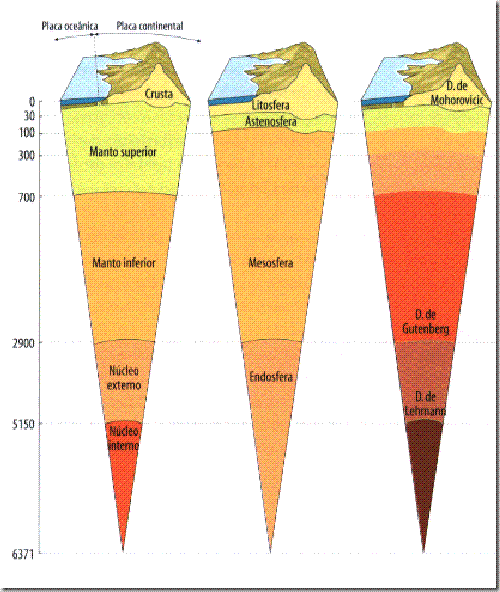 Placa oceânica
Placa continental
0
30
100
300
700
2900
5150
6371
Crusta
Manto superior
Manto inferior
Núcleo
externo
Núcleo
interno
Litosfera
Astenosfera
Mesosfera
Endosfera
D. de
Mohorovicic
D. de
Gutenberg
D. de
Lehmann